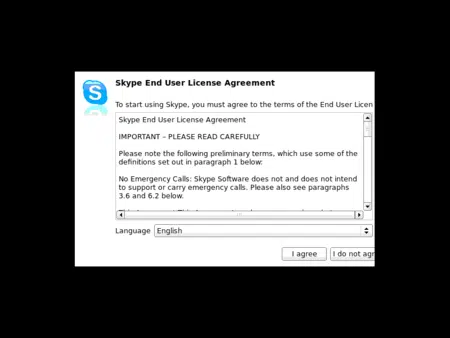 Skype End User License Agreement
To start using Skype, you must agree to the terms of the End User Licen
Skype End User License Agreement
IMPORTANT – PLEASE READ CAREFULLY
Please note the following preliminary terms, which use some of the
definitions set out in paragraph 1 below:
No Emergency Calls: Skype Software does not and does not intend
to support or carry emergency calls. Please also see paragraphs
3.6 and 6.2 below.
Language English
I agree I do not agr